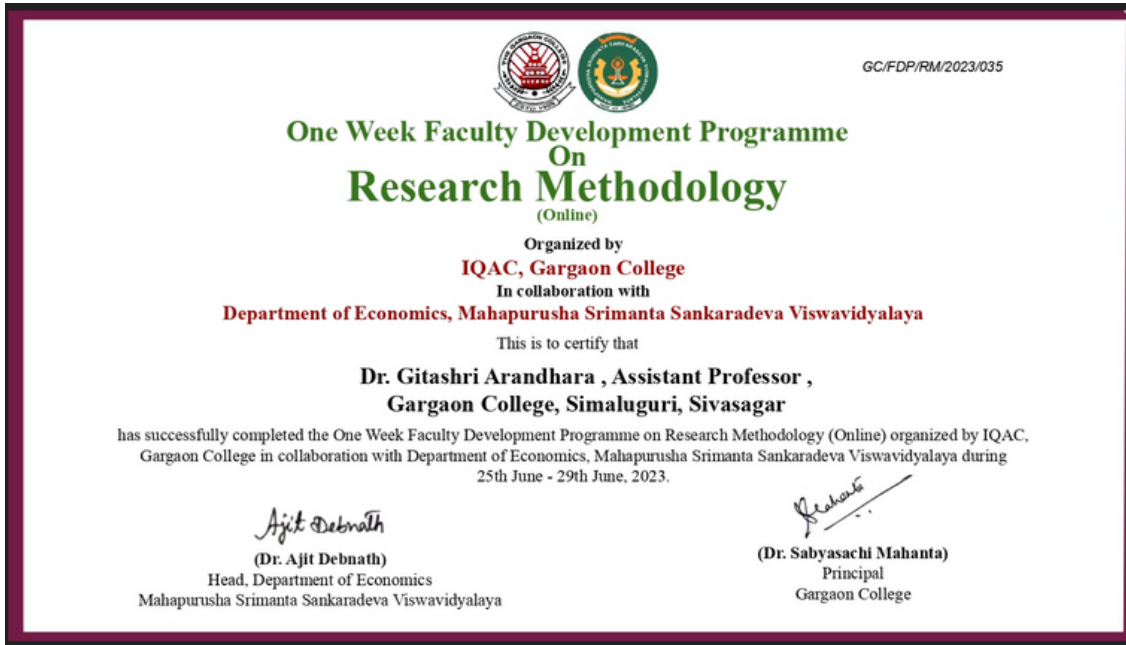 THE GARGAON COLLEGE
ESTD 1959
GC/FDP/RM/2023/035
One Week Faculty Development Programme
On
Research Methodology
(Online)
Organized by
IQAC, Gargaon College
In collaboration with
Department of Economics, Mahapurusha Srimanta Sankaradeva Viswavidyalaya
This is to certify that
Dr. Gitashri Arandhara , Assistant Professor ,
Gargaon College, Simaluguri, Sivasagar
has successfully completed the One Week Faculty Development Programme on Research Methodology (Online) organized by IQAC,
Gargaon College in collaboration with Department of Economics, Mahapurusha Srimanta Sankaradeva Viswavidyalaya during
25th June - 29th June, 2023.
Ajit Debnath
(Dr. Ajit Debnath)
Head, Department of Economics
Mahapurusha Srimanta Sankaradeva Viswavidyalaya
(Dr. Sabyasachi Mahanta)
Principal
Gargaon College